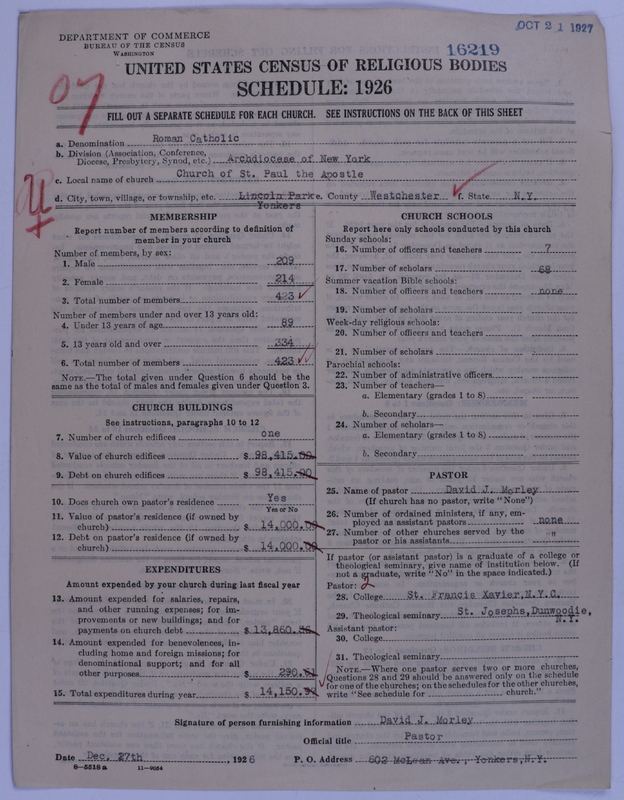 OCT 21 1927
DEPARTMENT OF COMMERCE
BUREAU OF THE CENSUS
WASHINGTON
16219
UNITED STATES CENSUS OF RELIGIOUS BODIES
SCHEDULE: 1926
FILL OUT A SEPARATE SCHEDULE FOR EACH CHURCH. SEE INSTRUCTIONS ON THE BACK OF THIS SHEET
a. Denomination Roman Catholic
b. Division (Association, Conference,
Diocese, Presbytery, Synod, etc.) Archdiocese of New York
c. Local name of church Church of St. Paul the Apostle
d. City, town, village, or township, etc. Lincoln Park e. County Westchester f. State N.Y.
Yonkers
MEMBERSHIP
Report number of members according to definition of
member in your church
Number of members, by sex:
1. Male 209
2. Female 214
3. Total number of members 423
Number of members under and over 13 years old:
4. Under 13 years of age 89
5. 13 years old and over 334
6. Total number of members 423
NOTE.—The total given under Question 6 should be the
same as the total of males and females given under Question 3.
CHURCH BUILDINGS
See instructions, paragraphs 10 to 12
7. Number of church edifices one
8. Value of church edifices $98,415.00
9. Debt on church edifices $98,415.00
10. Does church own pastor's residence Yes
Yes or No
11. Value of pastor's residence (if owned by
church) $14,000.00
12. Debt on pastor's residence (if owned by
church) $14,000.00
EXPENDITURES
Amount expended by your church during last fiscal year
13. Amount expended for salaries, repairs,
and other running expenses; for im-
provements or new buildings; and for
payments on church debt $13,860.
14. Amount expended for benevolences, in-
cluding home and foreign missions; for
denominational support; and for all
other purposes $290.
15. Total expenditures during year $14,150.
CHURCH SCHOOLS
Report here only schools conducted by this church
Sunday schools:
16. Number of officers and teachers 7
17. Number of scholars 68
Summer vacation Bible schools:
18. Number of officers and teachers none
19. Number of scholars
Week-day religious schools:
20. Number of officers and teachers
21. Number of scholars
Parochial schools:
22. Number of administrative officers
23. Number of teachers—
a. Elementary (grades 1 to 8)
b. Secondary
24. Number of scholars—
a. Elementary (grades 1 to 8)
b. Secondary
PASTOR
25. Name of pastor David J. Morley
(If church has no pastor, write "None")
26. Number of ordained ministers, if any, em-
ployed as assistant pastors none
27. Number of other churches served by the
pastor or his assistants "
If pastor (or assistant pastor) is a graduate of a college or
theological seminary, give name of institution below. (If
not a graduate, write "No" in the space indicated.)
Pastor: 2
28. College St. Francis Xavier, N.Y.C.
29. Theological seminary St. Josephs, Dunwoodie,
N.Y.
Assistant pastor:
30. College
31. Theological seminary
NOTE.—Where one pastor serves two or more churches,
Questions 28 and 29 should be answered only on the schedule
for one of the churches; on the schedules for the other churches,
write "See schedule for church."
Signature of person furnishing information David J. Morley
Official title Pastor
Date Dec. 27th, 1926 P. O. Address 602 McLean Ave., Yonkers, N.Y.
8—5518a 11—9054